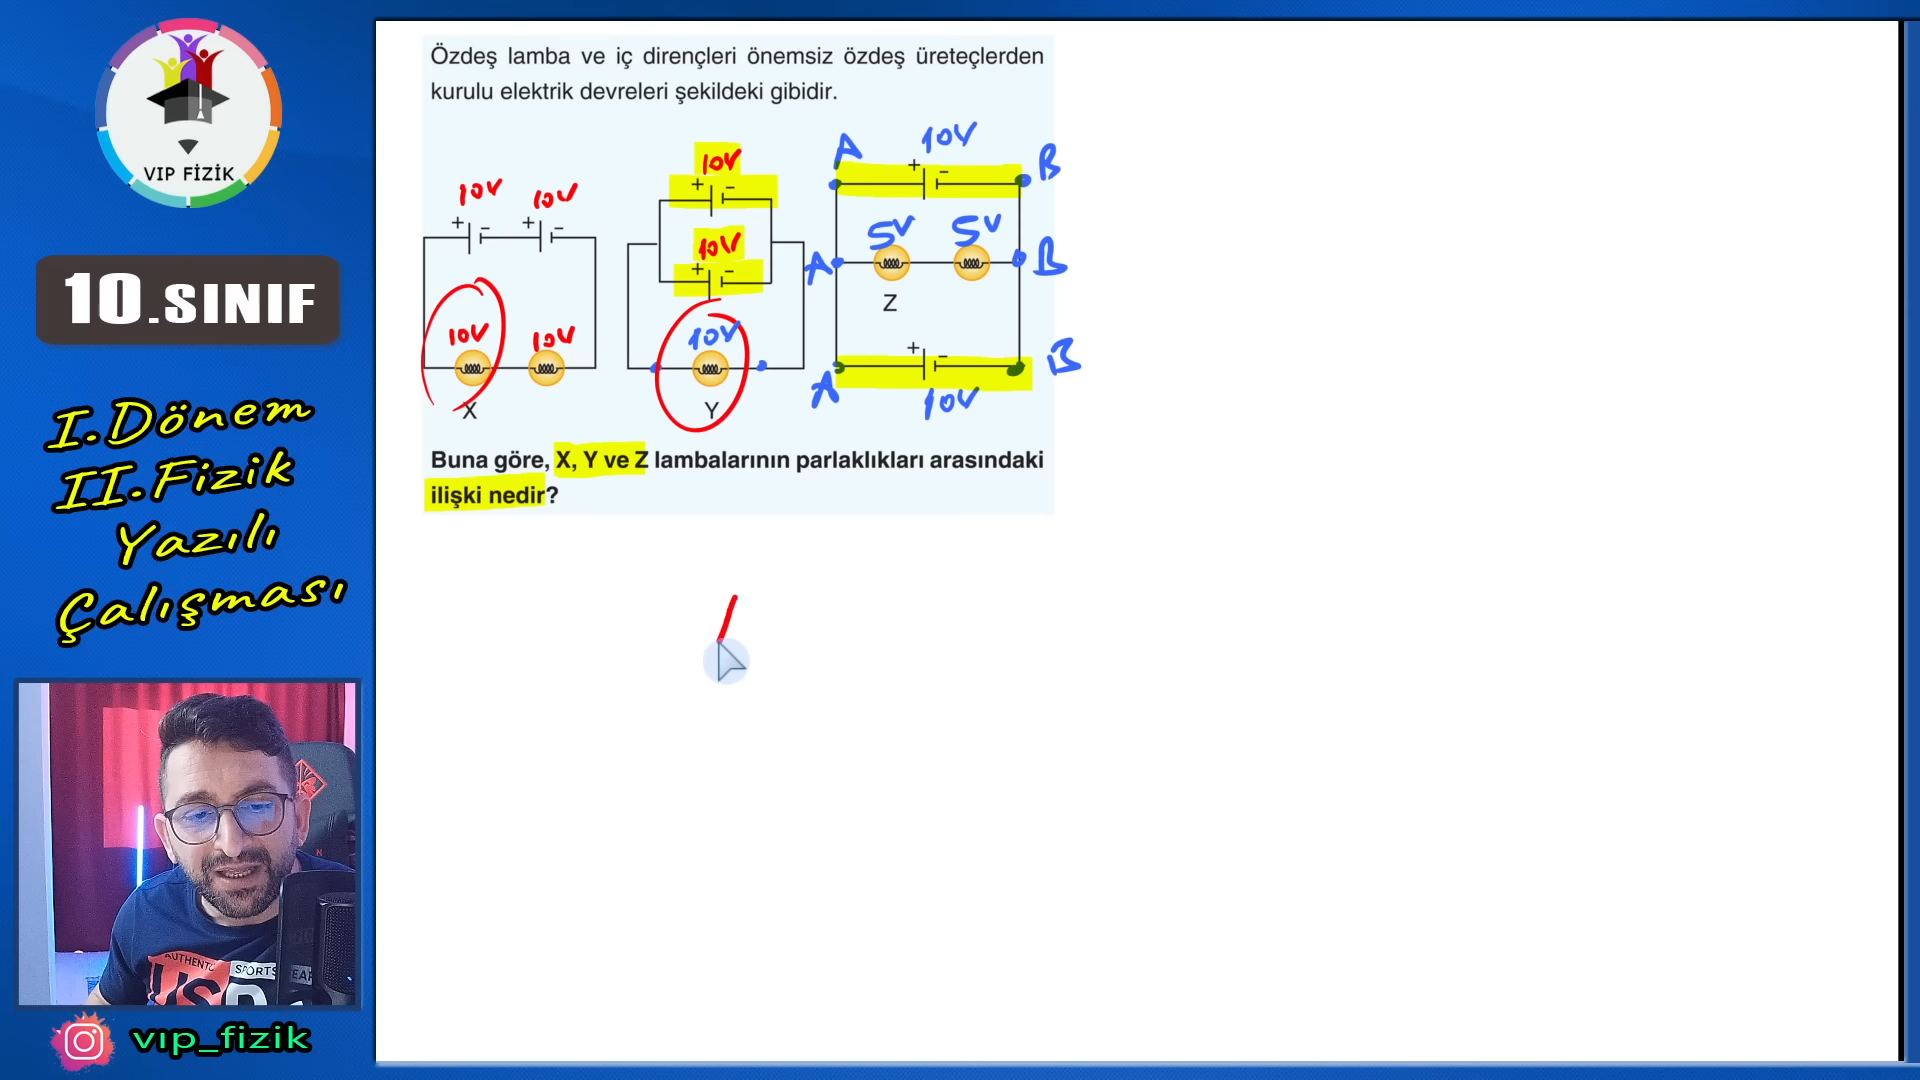 VIP FİZİK
10.SINIF
I.Dönem
II.Fizik
Yazılı
Çalışması
AUTHENTIC
SPORTS
vıp_fizik
Özdeş lamba ve iç dirençleri önemsiz özdeş üreteçlerden
kurulu elektrik devreleri şekildeki gibidir.
10V 10V
+ - + -
10V 10V
X
10V
+ -
10V
+ -
10V
Y
A 10V B
+ -
5V 5V
A B
Z
+ -
A 10V B
Buna göre, X, Y ve Z lambalarının parlaklıkları arasındaki
ilişki nedir?